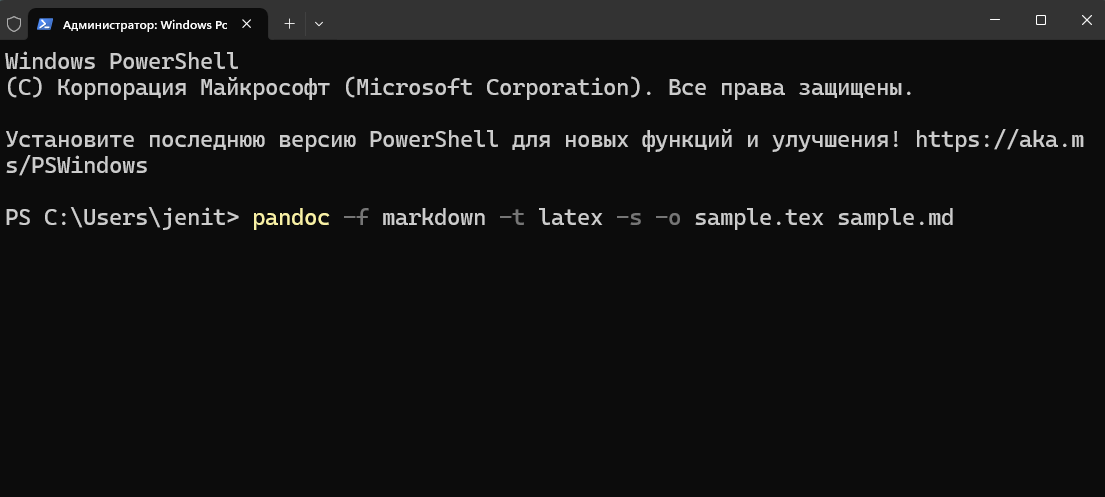 Администратор: Windows Pc
Windows PowerShell
(C) Корпорация Майкрософт (Microsoft Corporation). Все права защищены.
Установите последнюю версию PowerShell для новых функций и улучшения! https://aka.m
s/PSWindows
PS C:\Users\jenit> pandoc -f markdown -t latex -s -o sample.tex sample.md